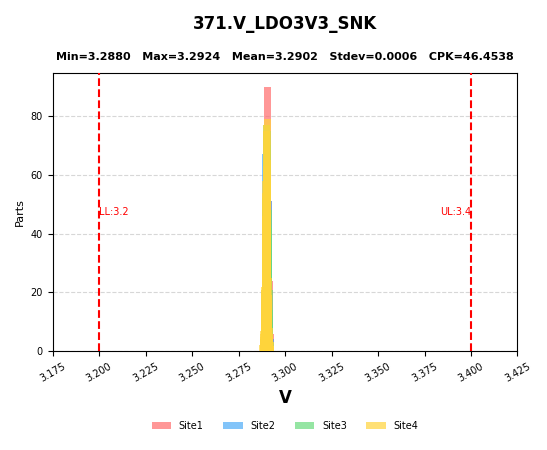 371.V_LDO3V3_SNK
Min=3.2880 Max=3.2924 Mean=3.2902 Stdev=0.0006 CPK=46.4538
80
60
40
20
0
Parts
LL:3.2
UL:3.4
3.175 3.200 3.225 3.250 3.275 3.300 3.325 3.350 3.375 3.400 3.425
V
Site1 Site2 Site3 Site4